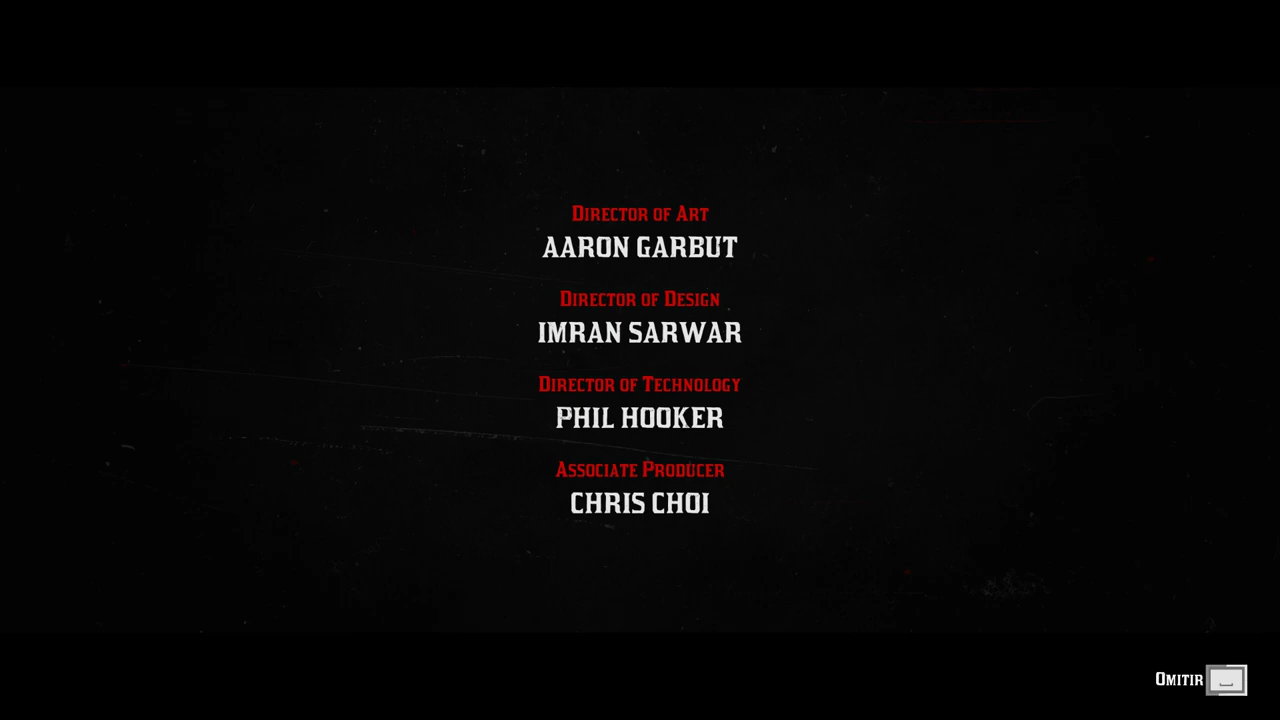 Director of Art
AARON GARBUT
Director of Design
IMRAN SARWAR
Director of Technology
PHIL HOOKER
Associate Producer
CHRIS CHOI
Omitir